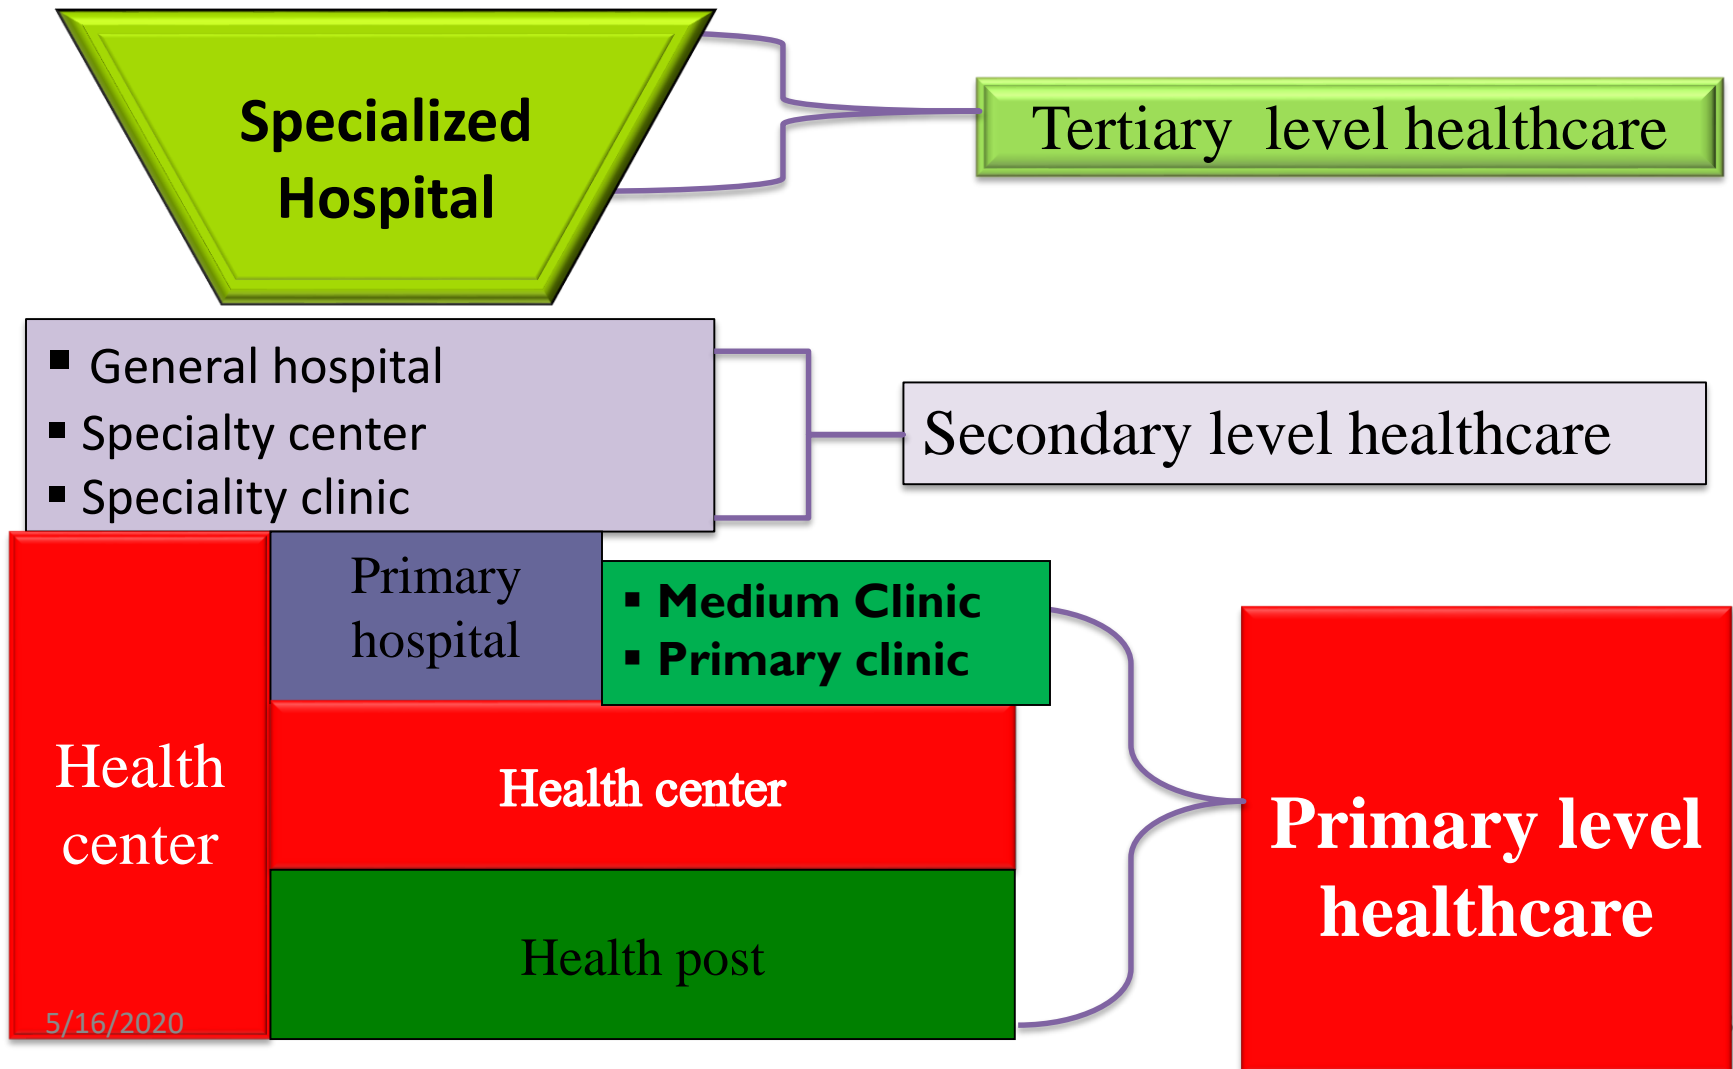 Specialized
Hospital
Tertiary  level healthcare
▪ General hospital
▪ Specialty center
▪ Speciality clinic
Secondary level healthcare
Primary
hospital
▪ Medium Clinic
▪ Primary clinic
Health
center
Health center
Primary level
healthcare
Health post
5/16/2020